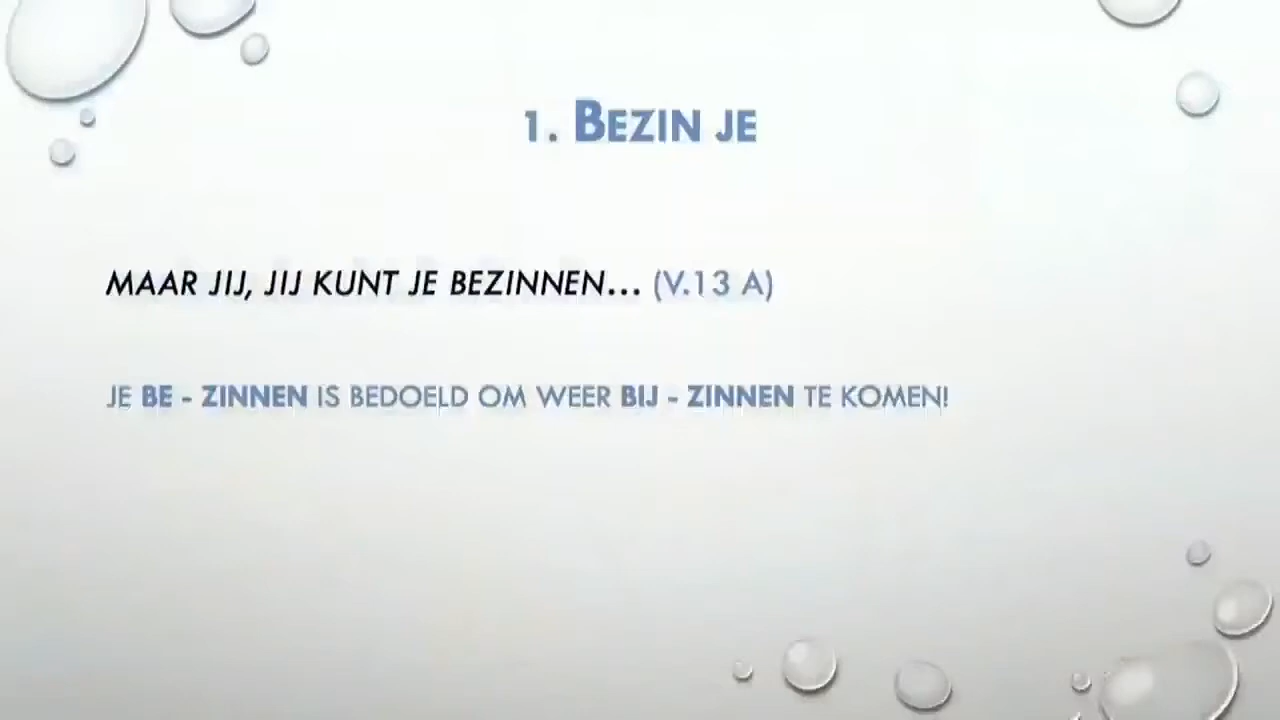 1. BEZIN JE
MAAR JIJ, JIJ KUNT JE BEZINNEN... (V.13 A)
JE BE - ZINNEN IS BEDOELD OM WEER BIJ - ZINNEN TE KOMEN!